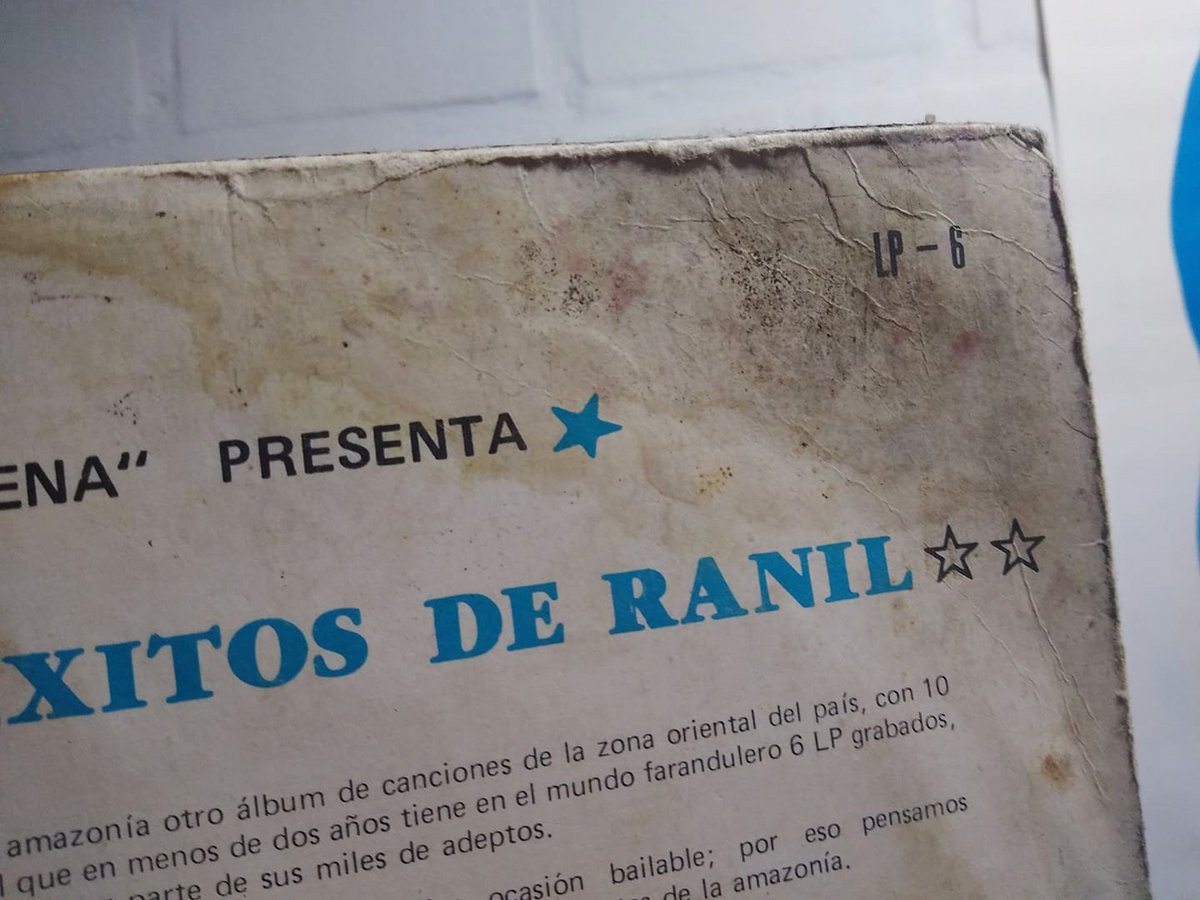 LP – 6
ENA" PRESENTA
XITOS DE RANIL
amazonía otro álbum de canciones de la zona oriental del país, con 10
que en menos de dos años tiene en el mundo farandulero 6 LP grabados,
parte de sus miles de adeptos.
ocasión bailable; por eso pensamos
de la amazonía.